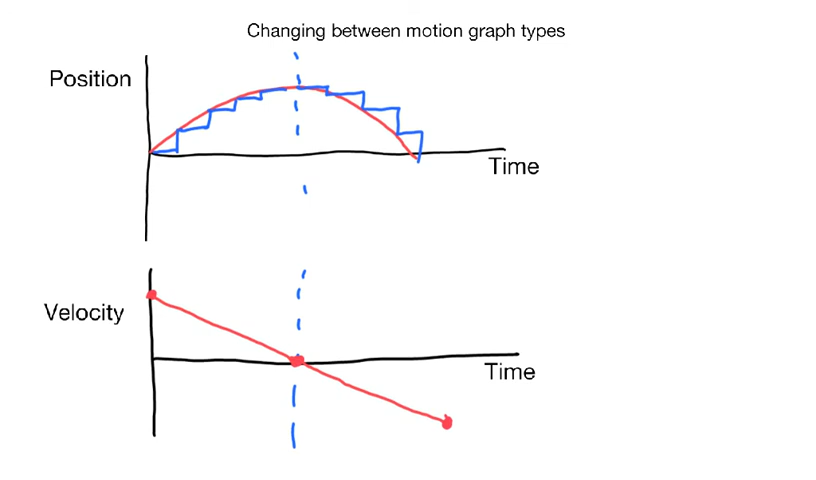 Changing between motion graph types
Position
Time
Velocity
Time